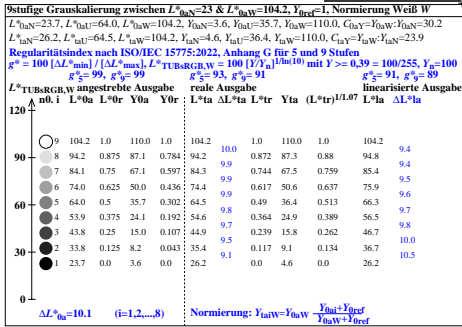 9stufige Grauskalierung zwischen L*0aN=23 & L*0aW=104.2, Y0ref=1, Normierung Weiß W
L*0aN=23.7, L*0aU=64.0, L*0aW=104.2, Y0aN=3.6, Y0aU=35.7, Y0aW=110.0, C0aY=Y0aW:Y0aN=30.2
L*taN=26.2, L*taU=64.5, L*taW=104.2, YtaN=4.6, YtaU=36.4, YtaW=110.0, CtaY=YtaW:YtaN=23.9
Regularitätsindex nach ISO/IEC 15775:2022, Anhang G für 5 und 9 Stufen
g* = 100 [ΔL*min] / [ΔL*max], L*TUBsRGB,W = 100 [Y/Yn]1/ln(10) mit Y >= 0,39 = 100/255, Yn=100
g*5= 99, g*9= 99 g*5= 93, g*9= 91 g*5= 91, g*9= 89
L*TUBsRGB,W angestrebte Ausgabe reale Ausgabe linearisierte Ausgabe
n0. i L*0a L*0r Y0a Y0r L*ta ΔL*ta L*tr Yta (L*tr)1/1.07 L*la ΔL*la
120
9 104.2 1.0 110.0 1.0 104.2 1.0 110.0 1.0 104.2
10.0 9.4
90 8 94.2 0.875 87.1 0.784 94.2 0.872 87.3 0.88 94.8
9.9 9.4
7 84.1 0.75 67.1 0.597 84.3 0.744 67.5 0.759 85.4
9.9 9.5
6 74.0 0.625 50.0 0.436 74.4 0.617 50.6 0.637 75.9
9.9 9.6
60 5 64.0 0.5 35.7 0.302 64.5 0.49 36.4 0.513 66.3
9.8 9.7
4 53.9 0.375 24.1 0.192 54.6 0.364 24.9 0.389 56.5
9.7 9.8
3 43.8 0.25 15.0 0.107 44.9 0.239 15.8 0.262 46.7
9.5 10.0
30 2 33.8 0.125 8.2 0.043 35.4 0.117 9.1 0.134 36.7
9.1 10.5
1 23.7 0.0 3.6 0.0 26.2 0.0 4.6 0.0 26.2
0
ΔL*0a=10.1 (i=1,2,...,8) Normierung: YtaiW=Y0aW (Y0ai+Y0ref)/(Y0aW+Y0ref)